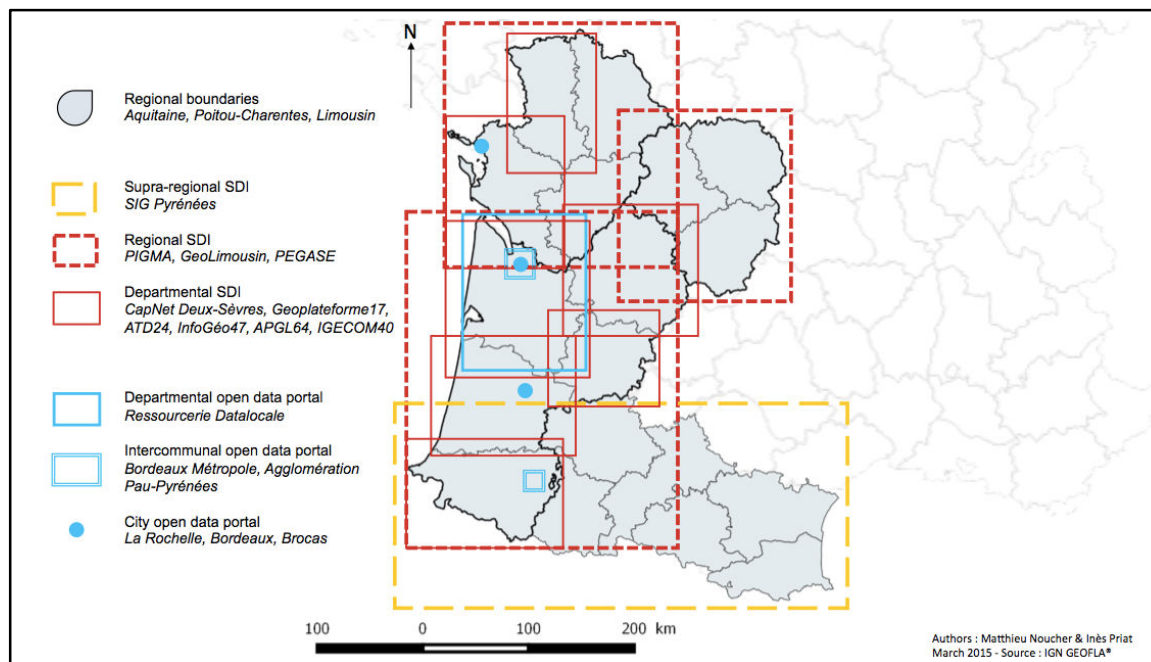 N
Regional boundaries
Aquitaine, Poitou-Charentes, Limousin
Supra-regional SDI
SIG Pyrénées
Regional SDI
PIGMA, GeoLimousin, PEGASE
Departmental SDI
CapNet Deux-Sèvres, Geoplateforme17,
ATD24, InfoGéo47, APGL64, IGECOM40
Departmental open data portal
Ressourcerie Datalocale
Intercommunal open data portal
Bordeaux Métropole, Agglomération
Pau-Pyrénées
City open data portal
La Rochelle, Bordeaux, Brocas
100 0 100 200 km
Authors : Matthieu Noucher & Inès Priat
March 2015 - Source : IGN GEOFLA®